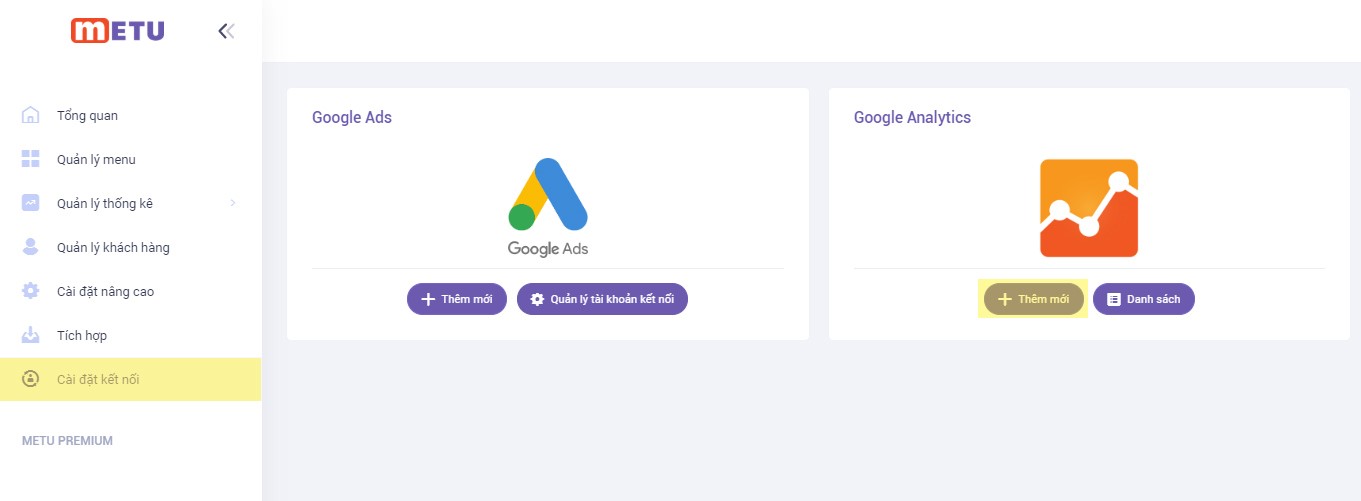 METU
Tổng quan
Quản lý menu
Quản lý thống kê
Quản lý khách hàng
Cài đặt nâng cao
Tích hợp
Cài đặt kết nối
METU PREMIUM
Google Ads
Google Ads
Thêm mới
Quản lý tài khoản kết nối
Google Analytics
Thêm mới
Danh sách